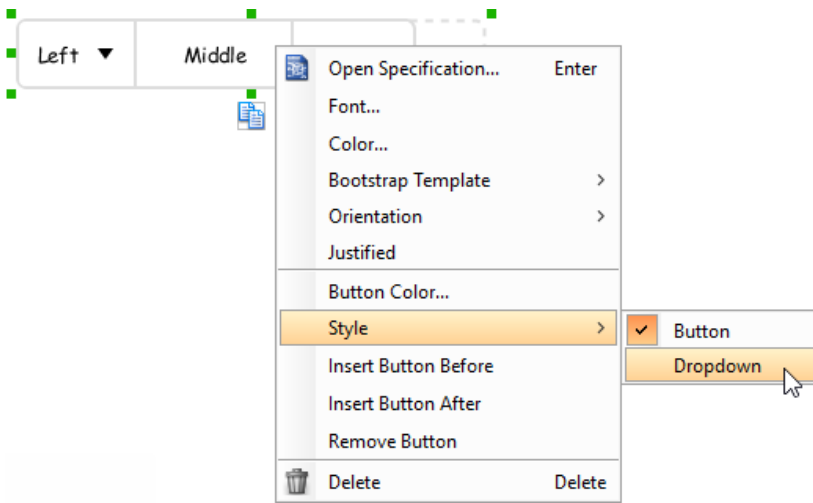 Left Middle
Open Specification... Enter
Font...
Color...
Bootstrap Template
Orientation
Justified
Button Color...
Style
Button
Dropdown
Insert Button Before
Insert Button After
Remove Button
Delete Delete